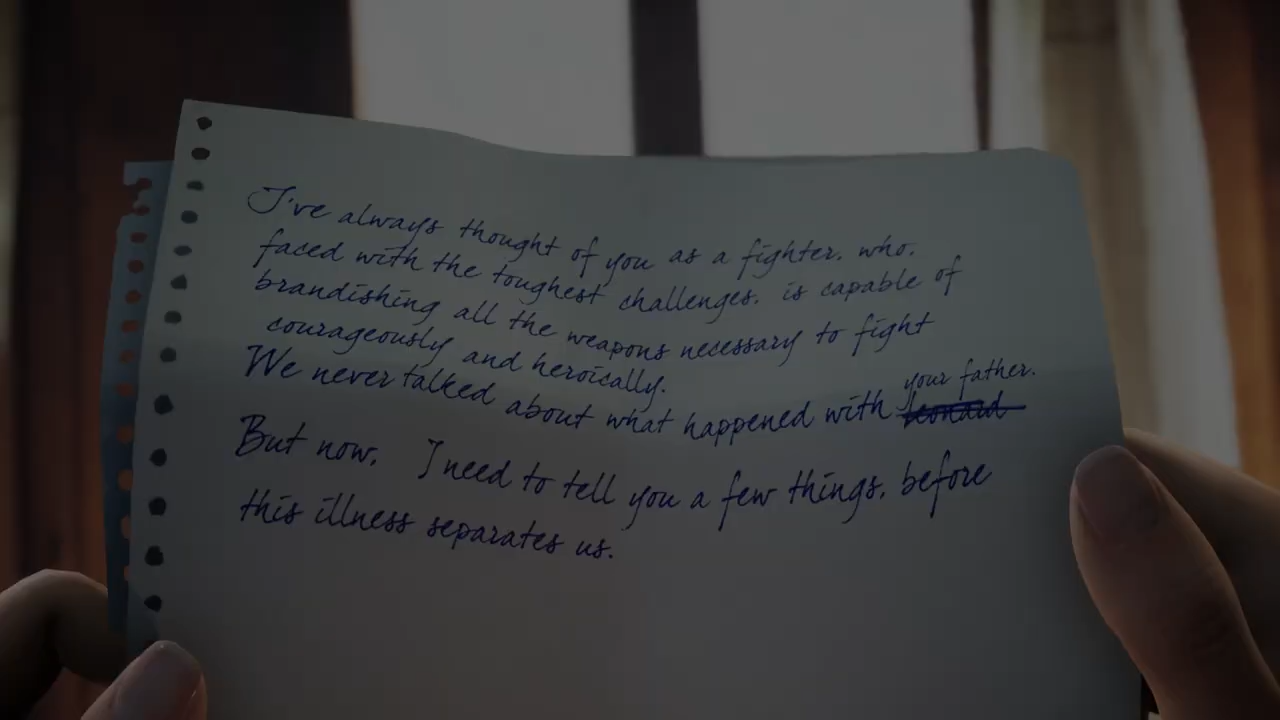 I've always thought of you as a fighter. who.
faced with the toughest challenges. is capable of
brandishing all the weapons necessary to fight
courageously and heroically.
We never talked about what happened with leonard your father.
But now. I need to tell you a few things. before
this illness separates us.